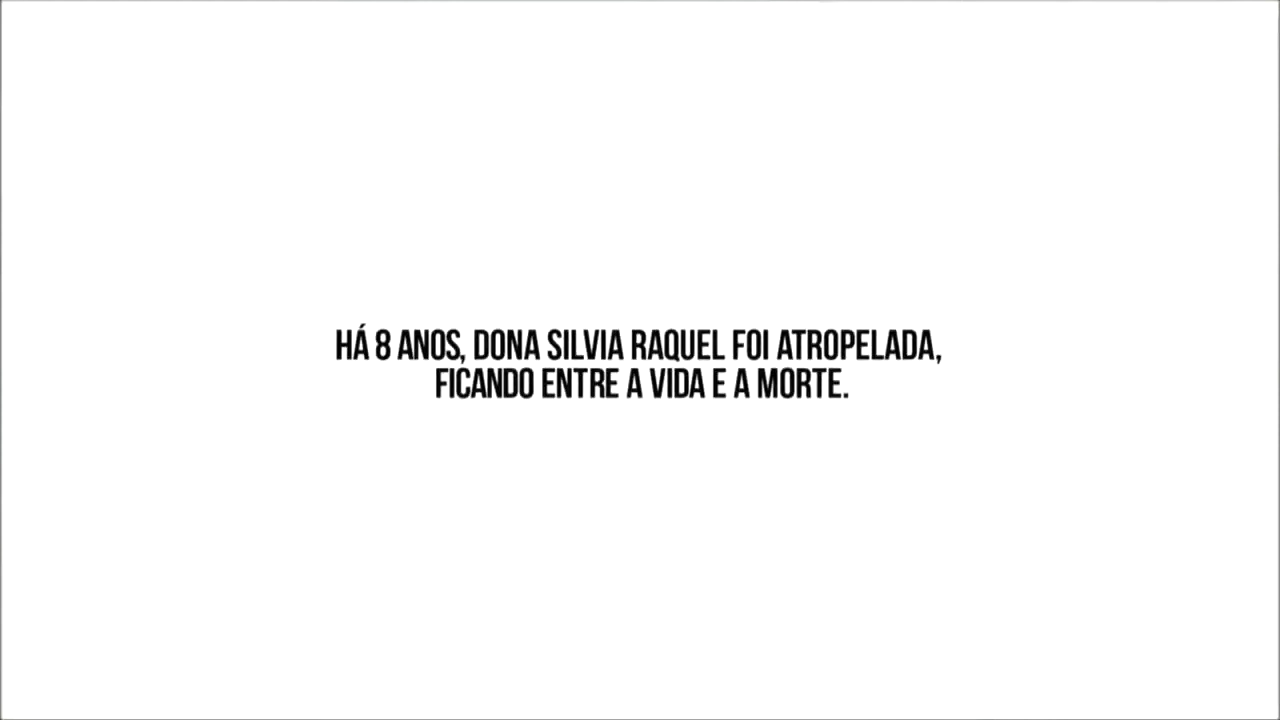 HÁ 8 ANOS, DONA SILVIA RAQUEL FOI ATROPELADA,
FICANDO ENTRE A VIDA E A MORTE.